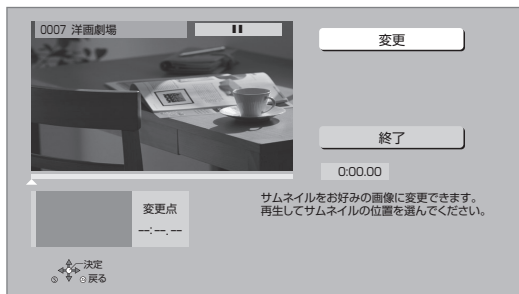 0007 洋画劇場
変更
終了
0:00.00
変更点
--:--.--
サムネイルをお好みの画像に変更できます。
再生してサムネイルの位置を選んでください。
決定
戻る